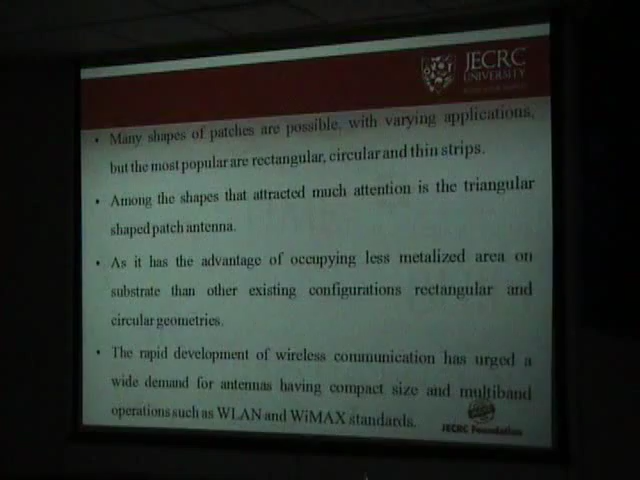 JECRC
UNIVERSITY
• Many shapes of patches are possible, with varying applications,
but the most popular are rectangular, circular and thin strips.
• Among the shapes that attracted much attention is the triangular
shaped patch antenna.
• As it has the advantage of occupying less metalized area on
substrate than other existing configurations rectangular and
circular geometries.
• The rapid development of wireless communication has urged a
wide demand for antennas having compact size and multiband
operations such as WLAN and WiMAX standards.
JECRC Foundation